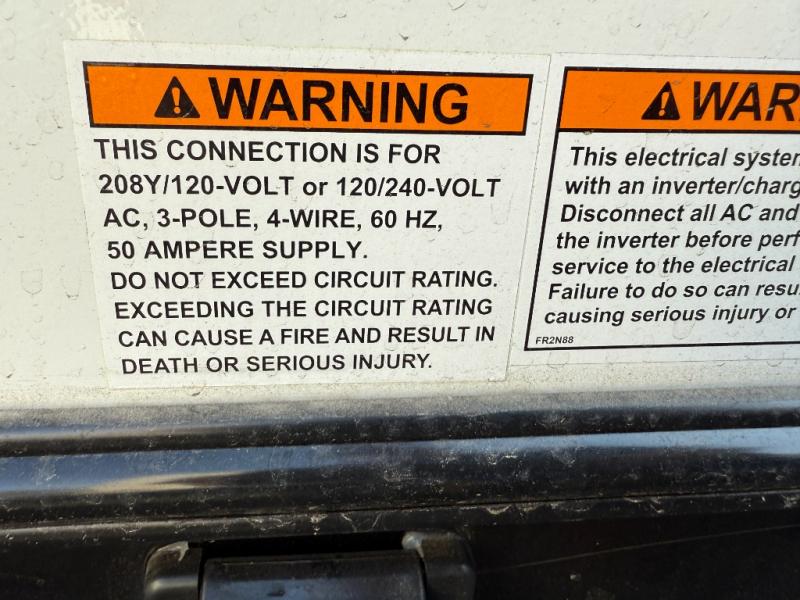 WARNING
THIS CONNECTION IS FOR
208Y/120-VOLT or 120/240-VOLT
AC, 3-POLE, 4-WIRE, 60 HZ,
50 AMPERE SUPPLY.
DO NOT EXCEED CIRCUIT RATING.
EXCEEDING THE CIRCUIT RATING
CAN CAUSE A FIRE AND RESULT IN
DEATH OR SERIOUS INJURY.
WAR
This electrical system
with an inverter/charg
Disconnect all AC and
the inverter before perf
service to the electrical
Failure to do so can resu
causing serious injury or
FR2N88